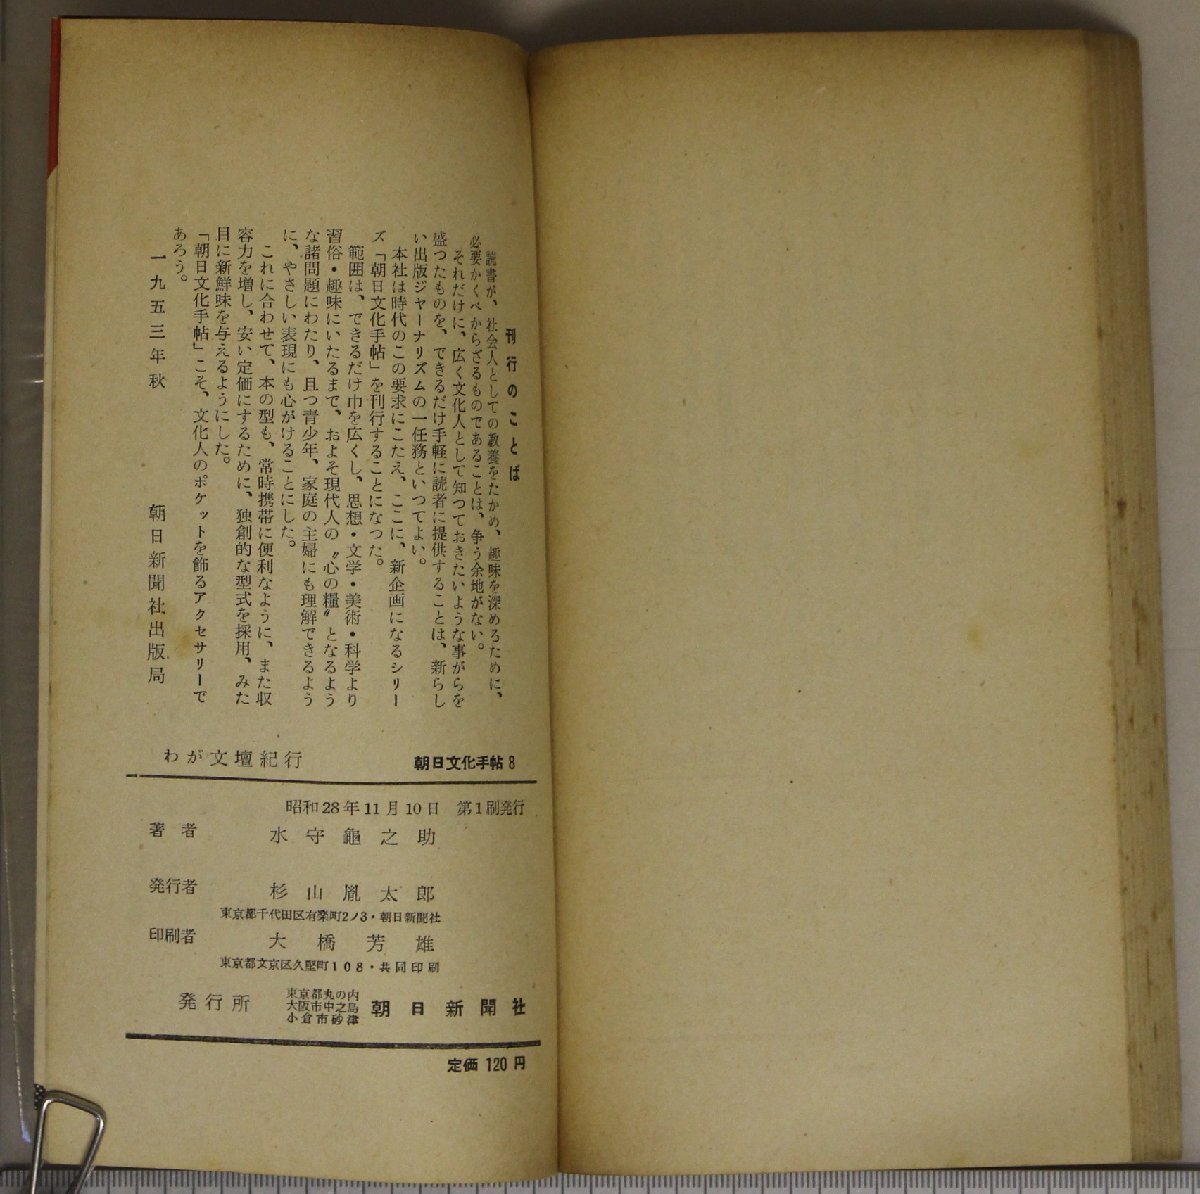 刊行のことば
読書が、社会人としての教養をたかめ、趣味を深めるために、
必要かくべからざるものであることは、争う余地がない。
それだけに、広く文化人として知つておきたいような事がらを
盛つたものを、できるだけ手軽に読者に提供することは、新らし
い出版ジャーナリズムの一任務といつてよい。
本社は時代のこの要求にこたえ、ここに、新企画になるシリー
ズ「朝日文化手帖」を刊行することになつた。
範囲は、できるだけ巾を広くし、思想・文学・美術・科学より
習俗・趣味にいたるまで、およそ現代人の〝心の糧〟となるよう
な諸問題にわたり、且つ青少年、家庭の主婦にも理解できるよう
に、やさしい表現にも心がけることにした。
これに合わせて、本の型も、常時携帯に便利なように、また収
容力を増し、安い定価にするために、独創的な型式を採用、みた
目に新鮮味を与えるようにした。
「朝日文化手帖」こそ、文化人のポケットを飾るアクセサリーで
あろう。
一九五三年秋
朝日新聞社出版局
わが文壇紀行 朝日文化手帖8
昭和28年11月10日 第1刷発行
著者 水守亀之助
発行者 杉山胤太郎
東京都千代田区有楽町2ノ3・朝日新聞社
印刷者 大橋芳雄
東京都文京区久堅町108・共同印刷
発行所 東京都丸の内
大阪市中之島
小倉市砂津
朝日新聞社
定価 120円